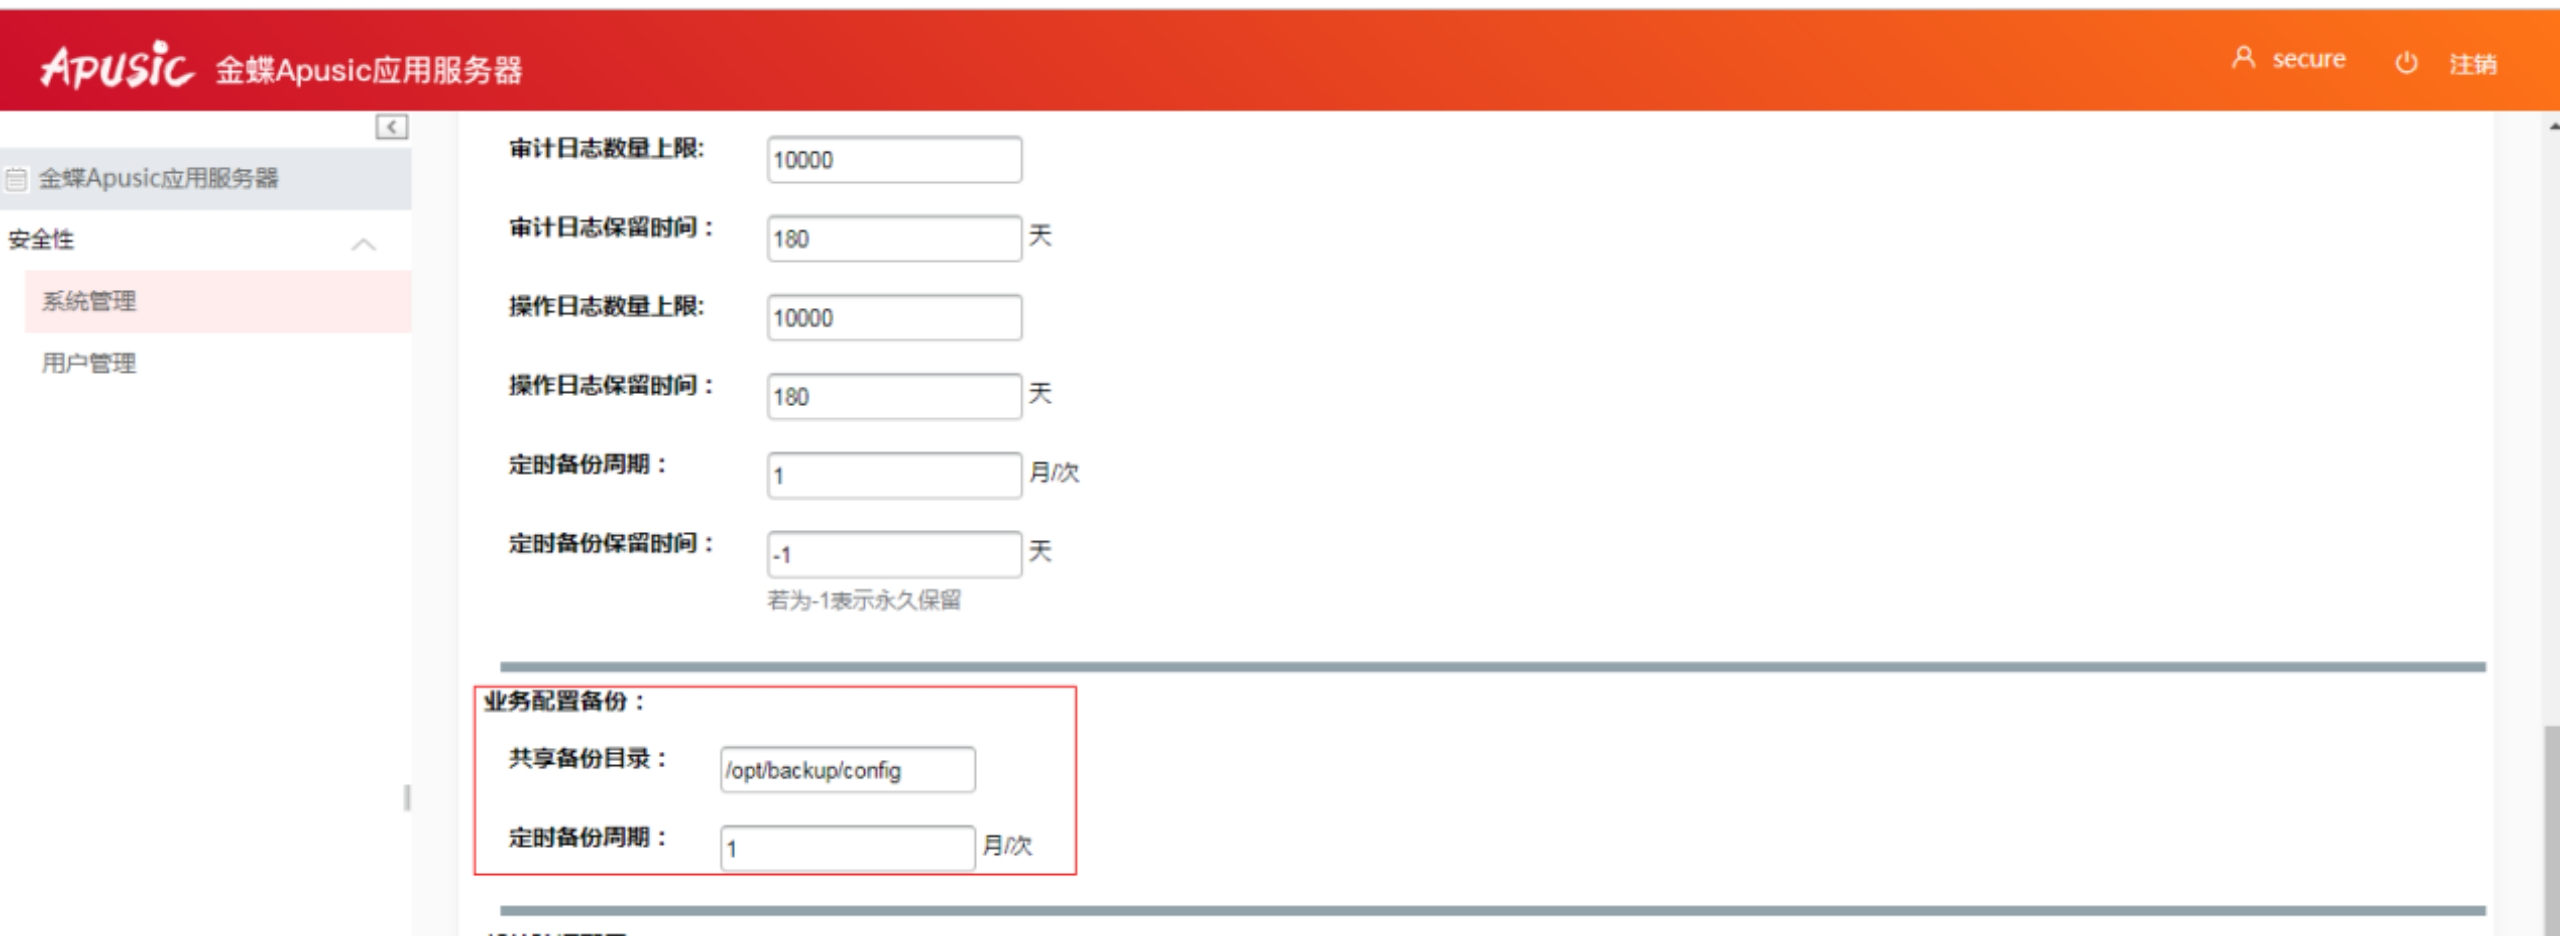 APUSIC 金蝶Apusic应用服务器
secure 注销
金蝶Apusic应用服务器
安全性
系统管理
用户管理
审计日志数量上限: 10000
审计日志保留时间： 180 天
操作日志数量上限: 10000
操作日志保留时间： 180 天
定时备份周期： 1 月/次
定时备份保留时间： -1 天
若为-1表示永久保留
业务配置备份：
共享备份目录： /opt/backup/config
定时备份周期： 1 月/次